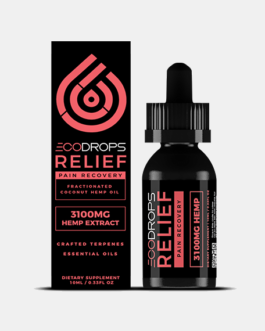 ECODROPS
RELIEF
PAIN RECOVERY
FRACTIONATED
COCONUT HEMP OIL
3100MG
HEMP EXTRACT
CRAFTED TERPENES
ESSENTIAL OILS
DIETARY SUPPLEMENT
10ML / 0.33FL OZ
ECODROPS
RELIEF
PAIN RECOVERY
3100MG HEMP